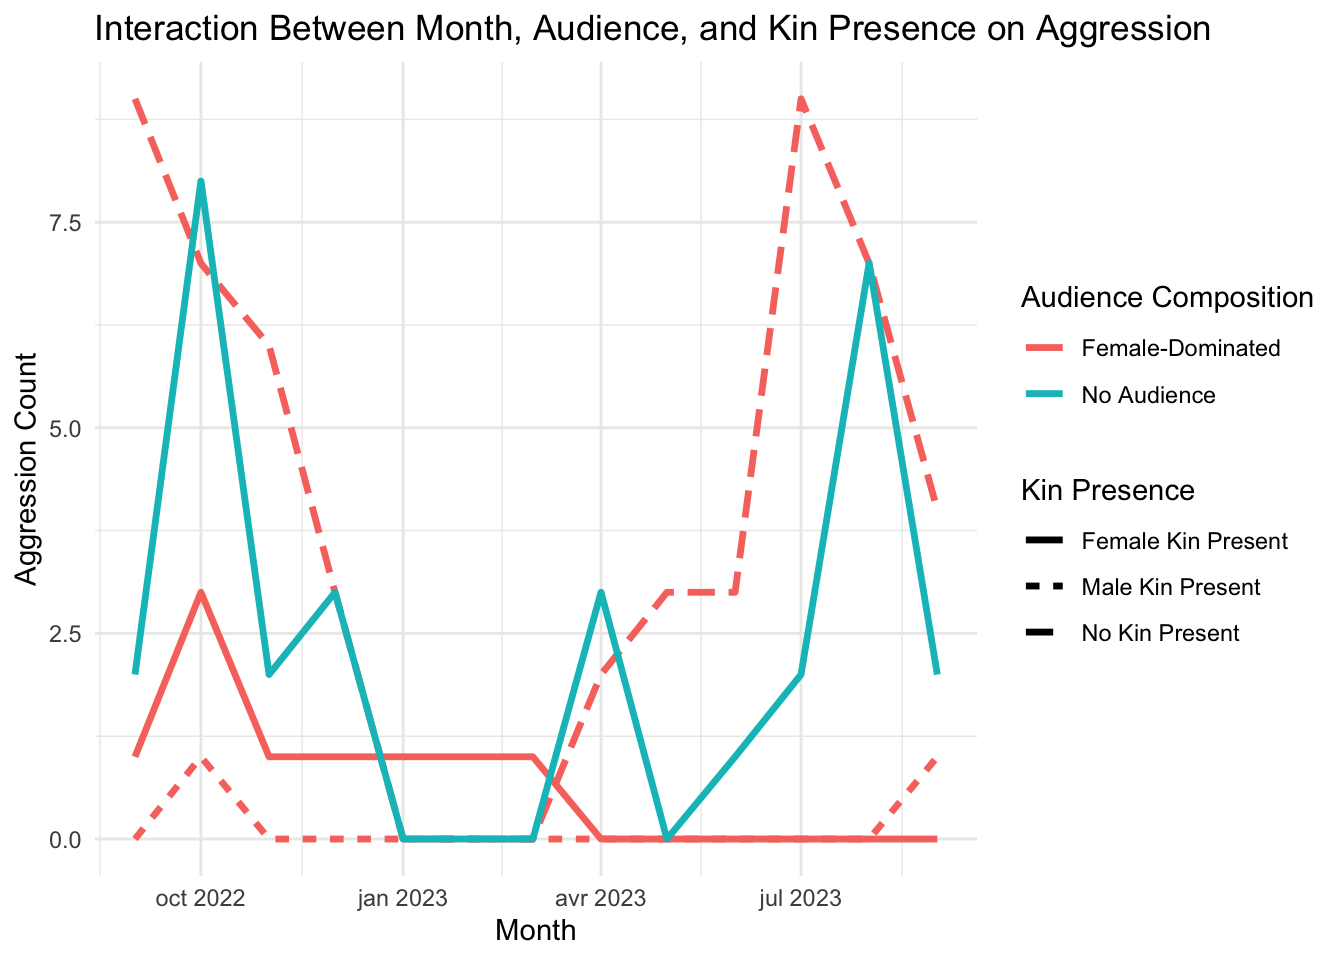 Interaction Between Month, Audience, and Kin Presence on Aggression
7.5
5.0
2.5
0.0
Aggression Count
oct 2022
jan 2023
avr 2023
jul 2023
Month
Audience Composition
Female-Dominated
No Audience
Kin Presence
Female Kin Present
Male Kin Present
No Kin Present